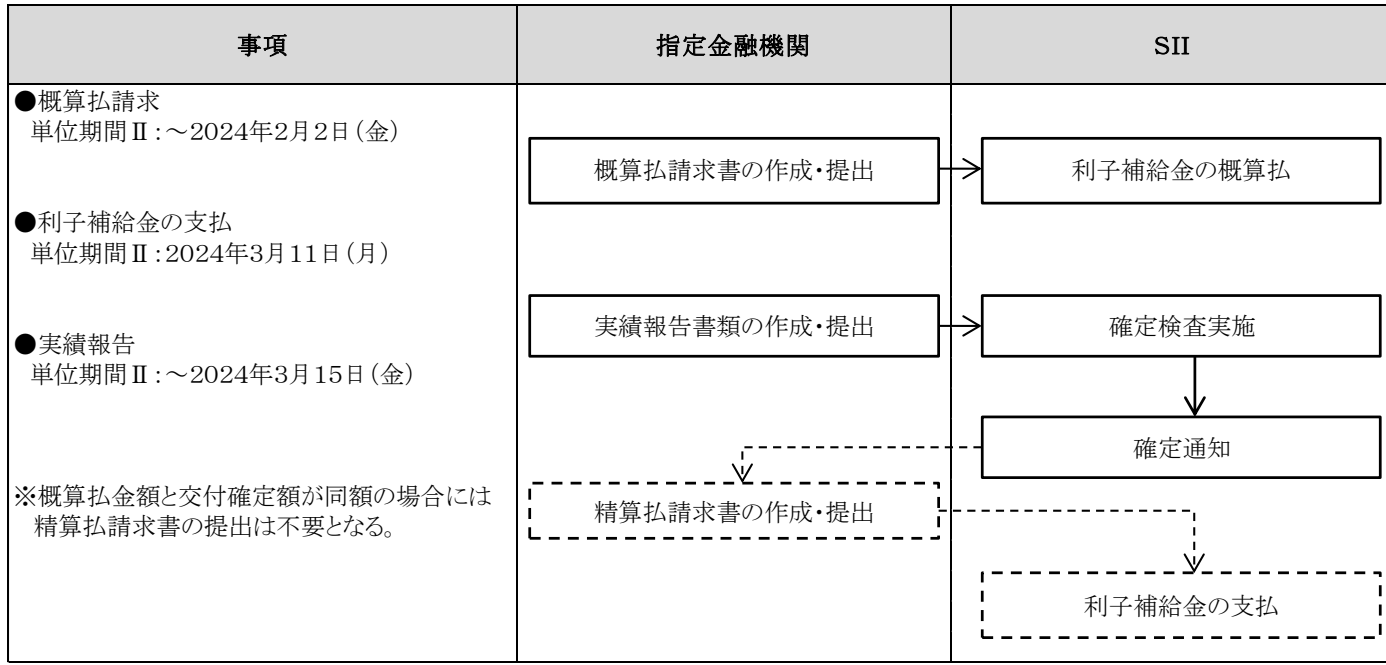 事項
指定金融機関
SII
●概算払請求
単位期間Ⅱ:~2024年2月2日(金)
概算払請求書の作成・提出
利子補給金の概算払
●利子補給金の支払
単位期間Ⅱ:2024年3月11日(月)
実績報告書類の作成・提出
確定検査実施
●実績報告
単位期間Ⅱ:~2024年3月15日(金)
確定通知
※概算払金額と交付確定額が同額の場合には
精算払請求書の提出は不要となる。
精算払請求書の作成・提出
利子補給金の支払